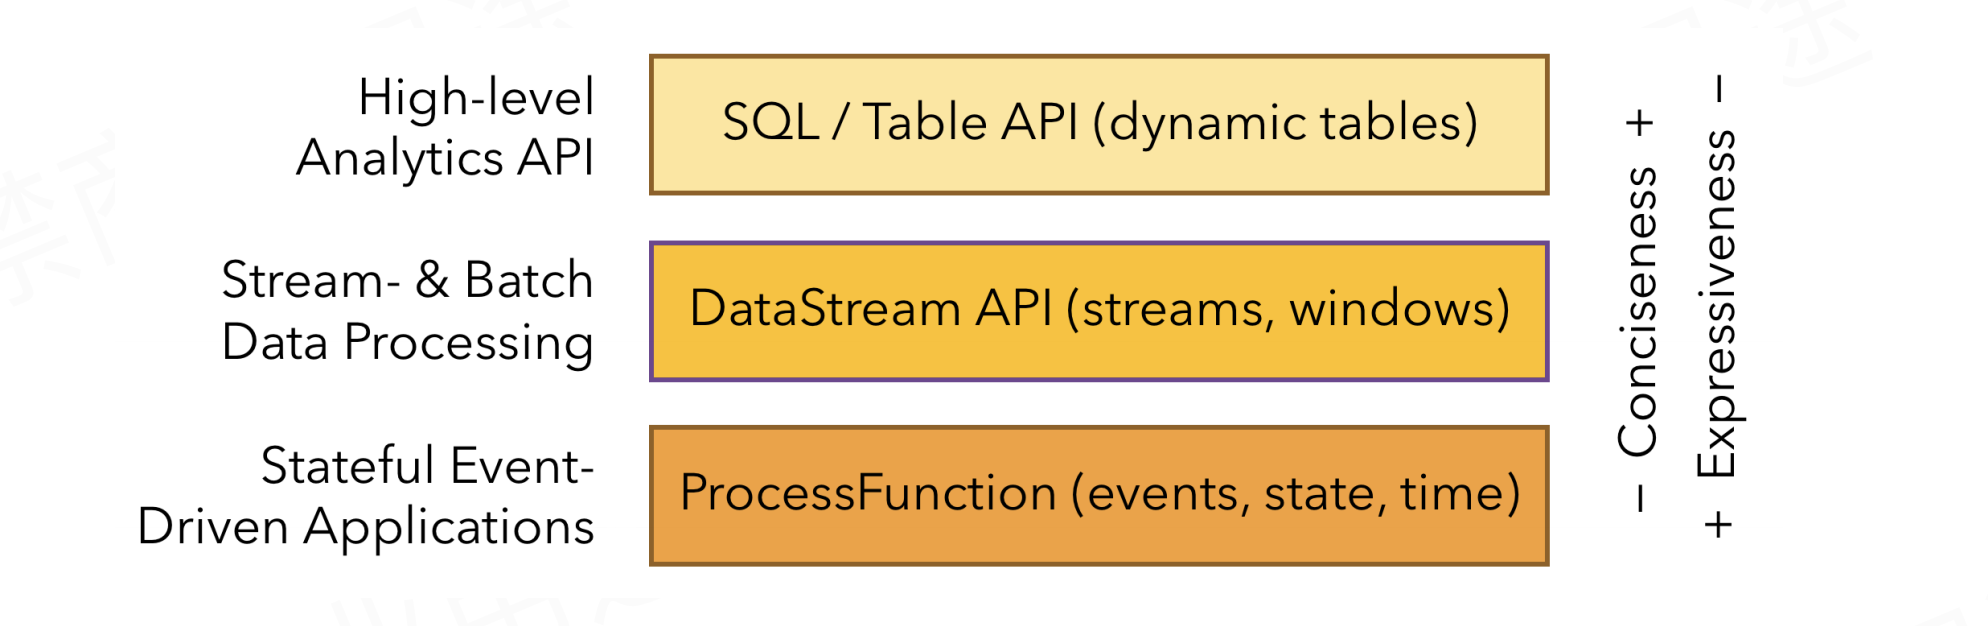 High-level
Analytics API
SQL / Table API (dynamic tables)
Stream- & Batch
Data Processing
DataStream API (streams, windows)
Stateful Event-
Driven Applications
ProcessFunction (events, state, time)
– Conciseness +
+ Expressiveness –